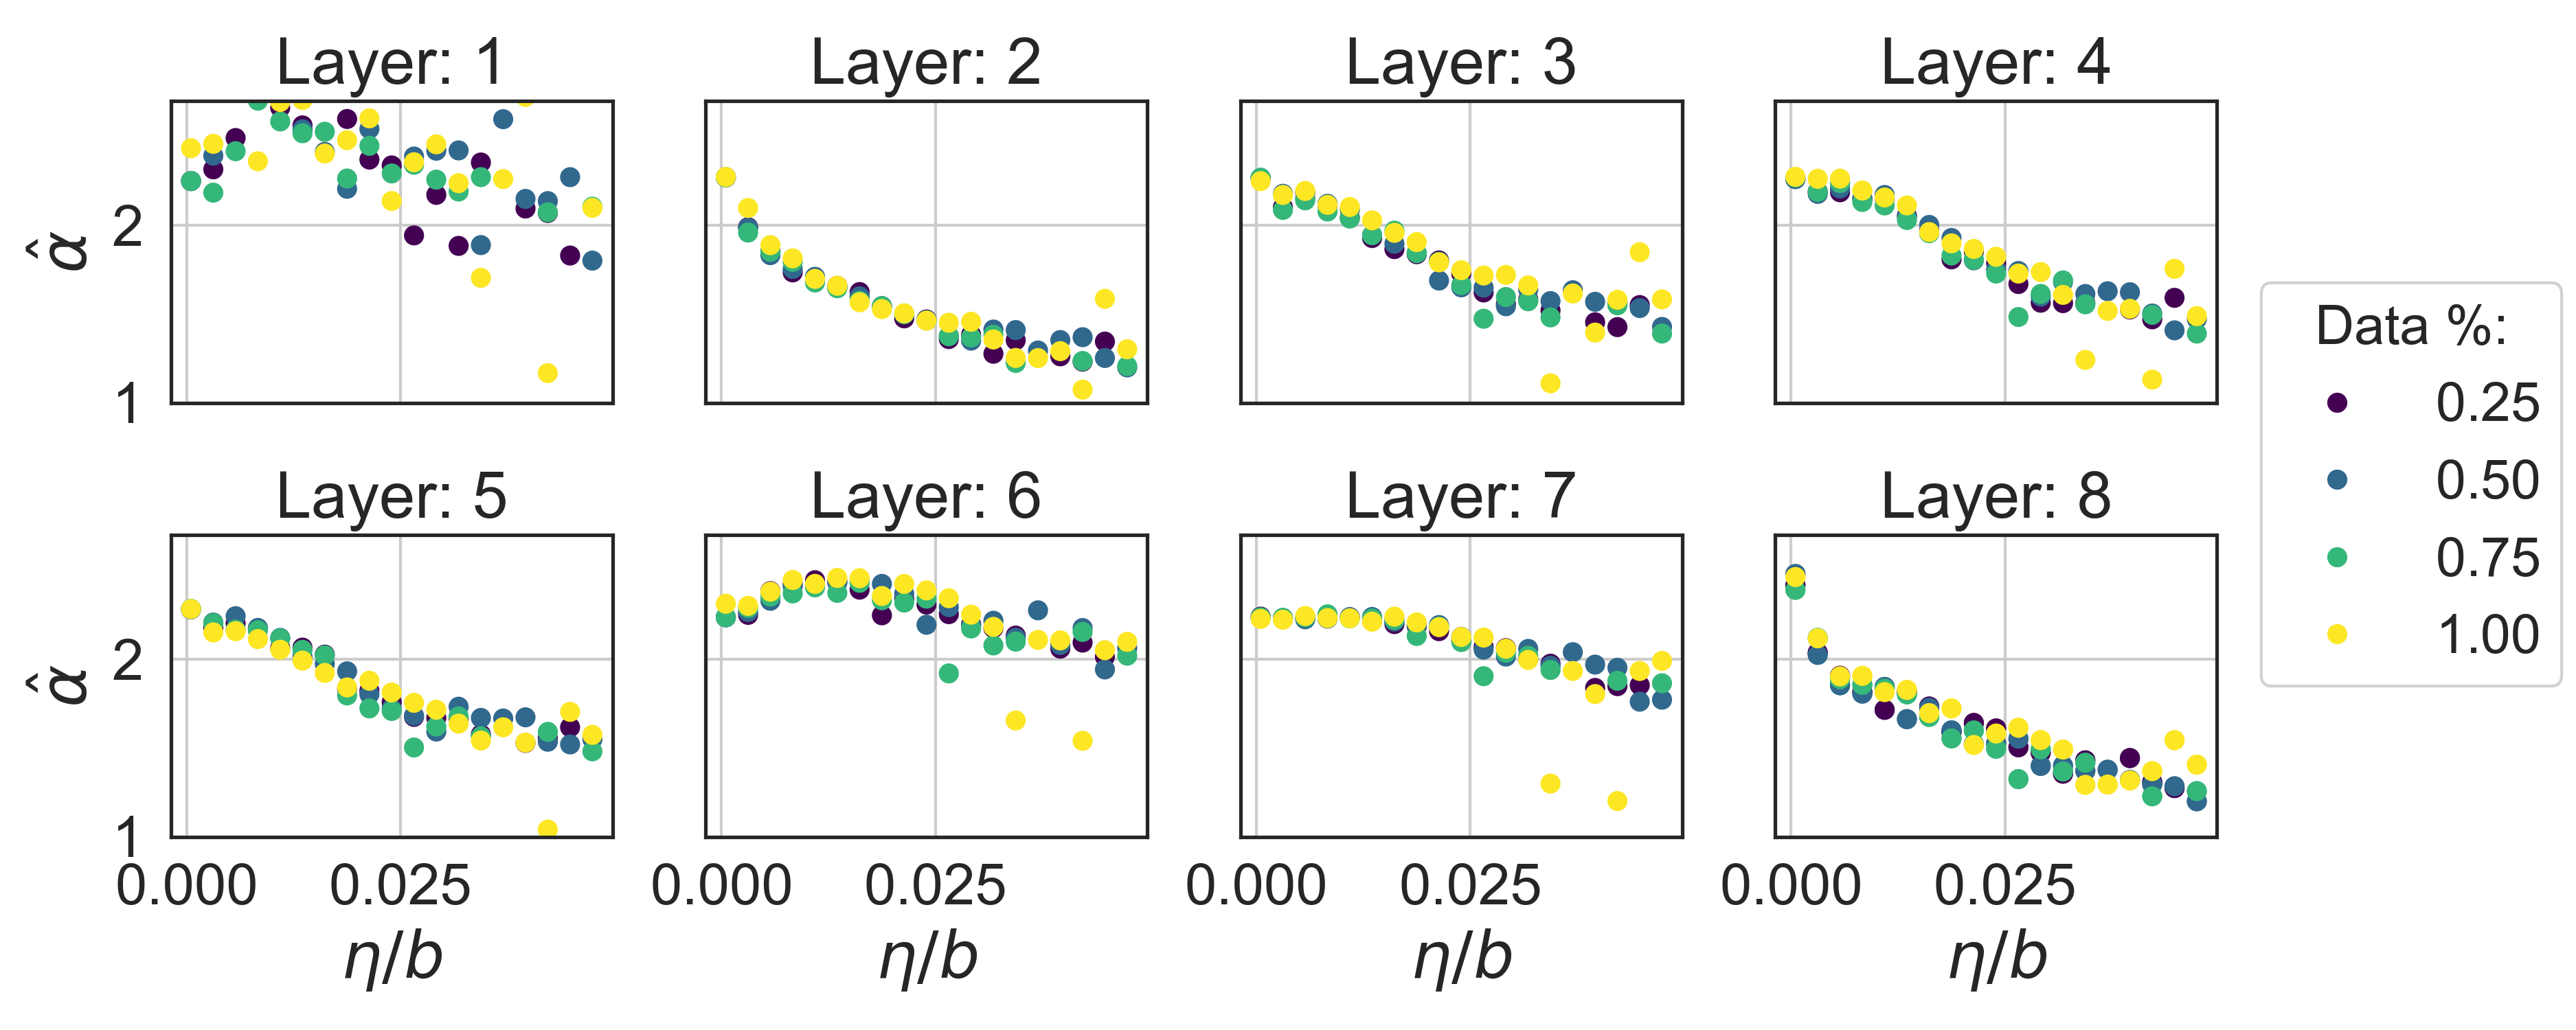 Layer: 1
Layer: 2
Layer: 3
Layer: 4
α̂
2
1
Layer: 5
Layer: 6
Layer: 7
Layer: 8
α̂
2
1
0.000 0.025
0.000 0.025
0.000 0.025
0.000 0.025
η/b
η/b
η/b
η/b
Data %:
0.25
0.50
0.75
1.00